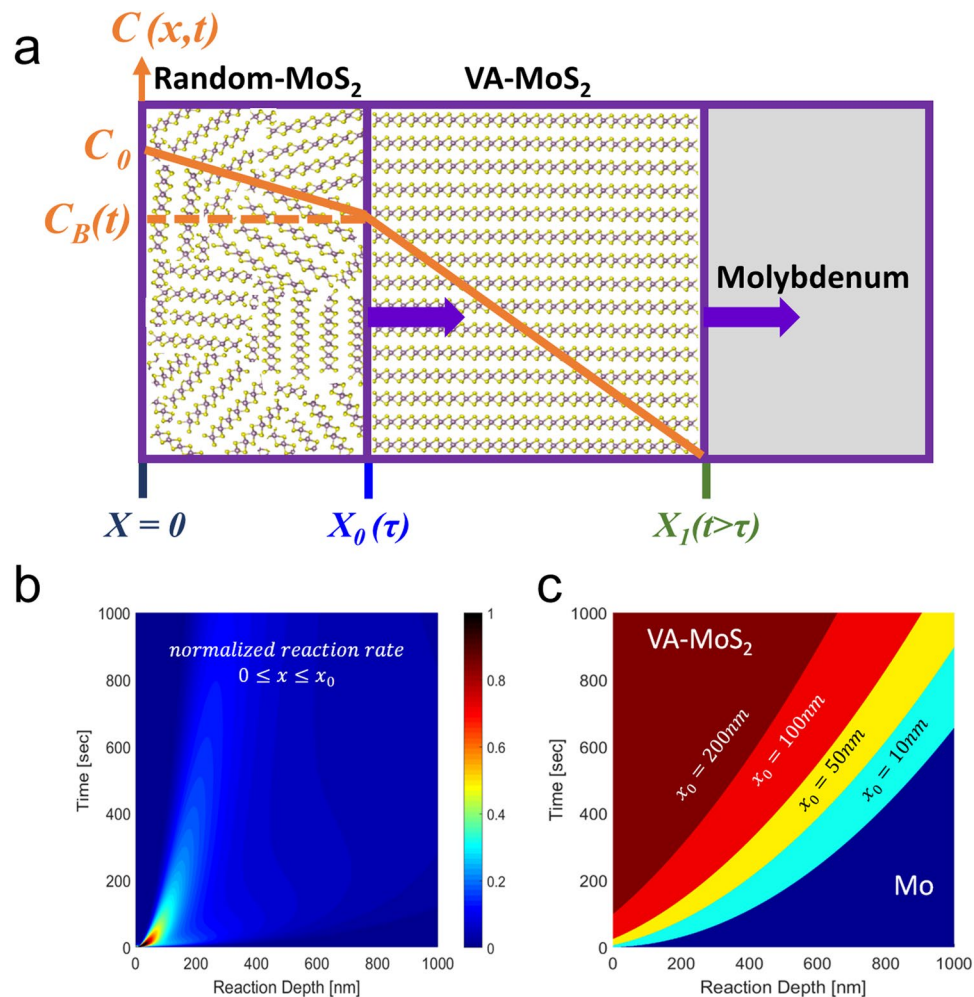 a
C (x,t)
Random-MoS₂
VA-MoS₂
C₀
C_B(t)
Molybdenum
X = 0
X₀ (τ)
X₁(t>τ)
b
1000
800
600
400
200
0
Time [sec]
normalized reaction rate
0 ≤ x ≤ x₀
0
200
400
600
800
1000
Reaction Depth [nm]
1
0.8
0.6
0.4
0.2
0
c
1000
800
600
400
200
0
Time [sec]
VA-MoS₂
x₀ = 200nm
x₀ = 100nm
x₀ = 50nm
x₀ = 10nm
Mo
0
200
400
600
800
1000
Reaction Depth [nm]